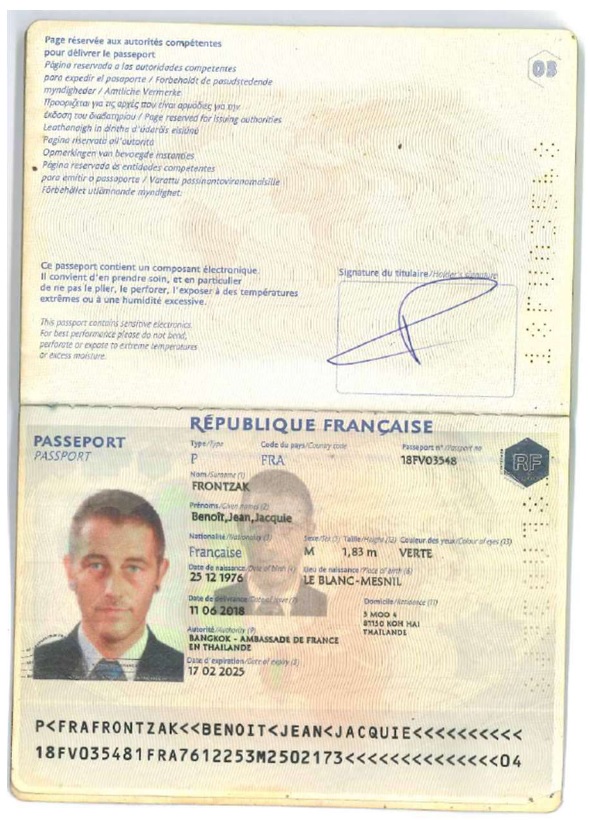 Page réservée aux autorités compétentes
pour délivrer le passeport
Página reservada a las autoridades competentes
para expedir el pasaporte / Forbeholdt de pasudstedende
myndigheder / Amtliche Vermerke
Προορίζεται για τις αρχές που είναι αρμόδιες για την
έκδοση του διαβατηρίου / Page reserved for issuing authorities
Leathanach in áirithe d'údaráis eisiúna
Pagina riservata all'autorità
Opmerkingen van bevoegde instanties
Página reservada às entidades competentes
para emitir o passaporte / Varattu passinantoviranomaisille
Förbehållet utlämnande myndighet:
03
Ce passeport contient un composant électronique.
Il convient d'en prendre soin, et en particulier
de ne pas le plier, le perforer, l'exposer à des températures
extrêmes ou à une humidité excessive.
This passport contains sensitive electronics.
For best performance please do not bend,
perforate or expose to extreme temperatures
or excess moisture.
Signature du titulaire/Holder's signature
RÉPUBLIQUE FRANÇAISE
PASSEPORT
PASSPORT
Type/Type Code du pays/Country code Passeport n°/Passport no
P FRA 18FV03548
RF
Nom/Surname (1)
FRONTZAK
Prénoms/Given names (2)
Benoît,Jean,Jacquie
Nationalité/Nationality (3) Sexe/Sex (5) Taille/Height (12) Couleur des yeux/Colour of eyes (13)
Française M 1,83 m VERTE
Date de naissance/Date of birth (4) Lieu de naissance/Place of birth (6)
25 12 1976 LE BLANC-MESNIL
Date de délivrance/Date of issue (7) Domicile/Residence (11)
11 06 2018
3 MOO 4
81150 KOH HAI
THAILANDE
Autorité/Authority (9)
BANGKOK - AMBASSADE DE FRANCE
EN THAILANDE
Date d'expiration/Date of expiry (8)
17 02 2025
P<FRAFRONTZAK<<BENOIT<JEAN<JACQUIE<<<<<<<<<<
18FV035481FRA7612253M2502173<<<<<<<<<<<<<<04